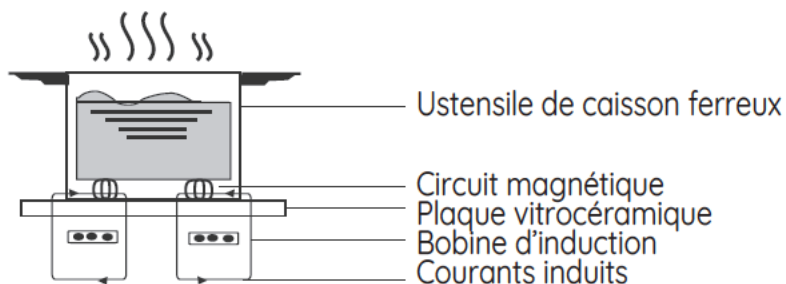 Ustensile de caisson ferreux
Circuit magnétique
Plaque vitrocéramique
Bobine d'induction
Courants induits